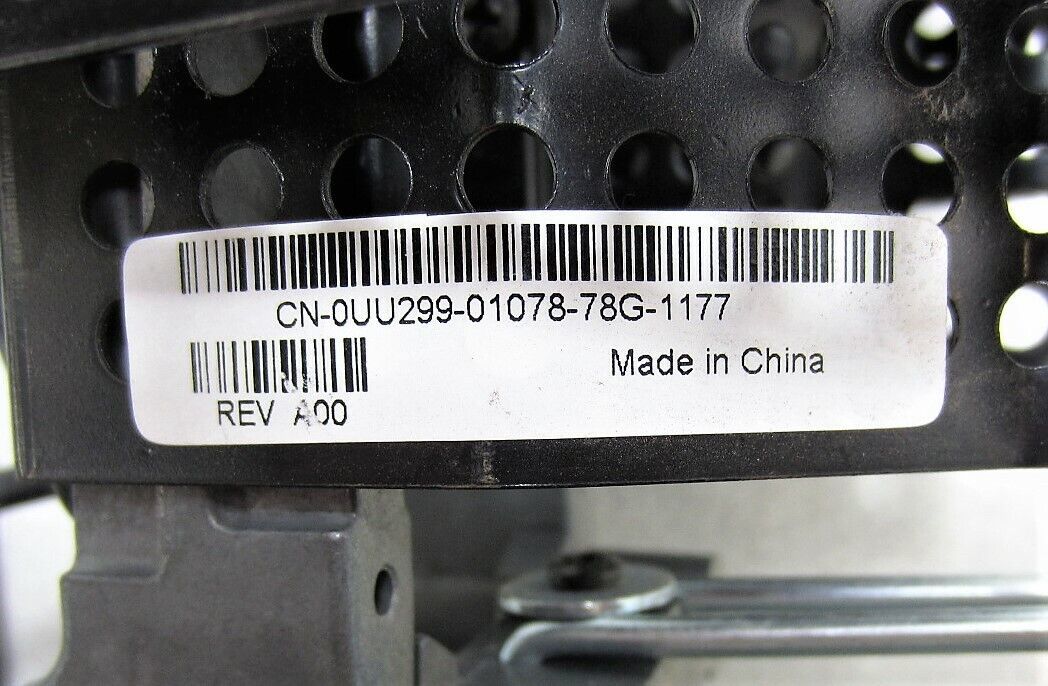 CN-0UU299-01078-78G-1177
Made in China
REV A00